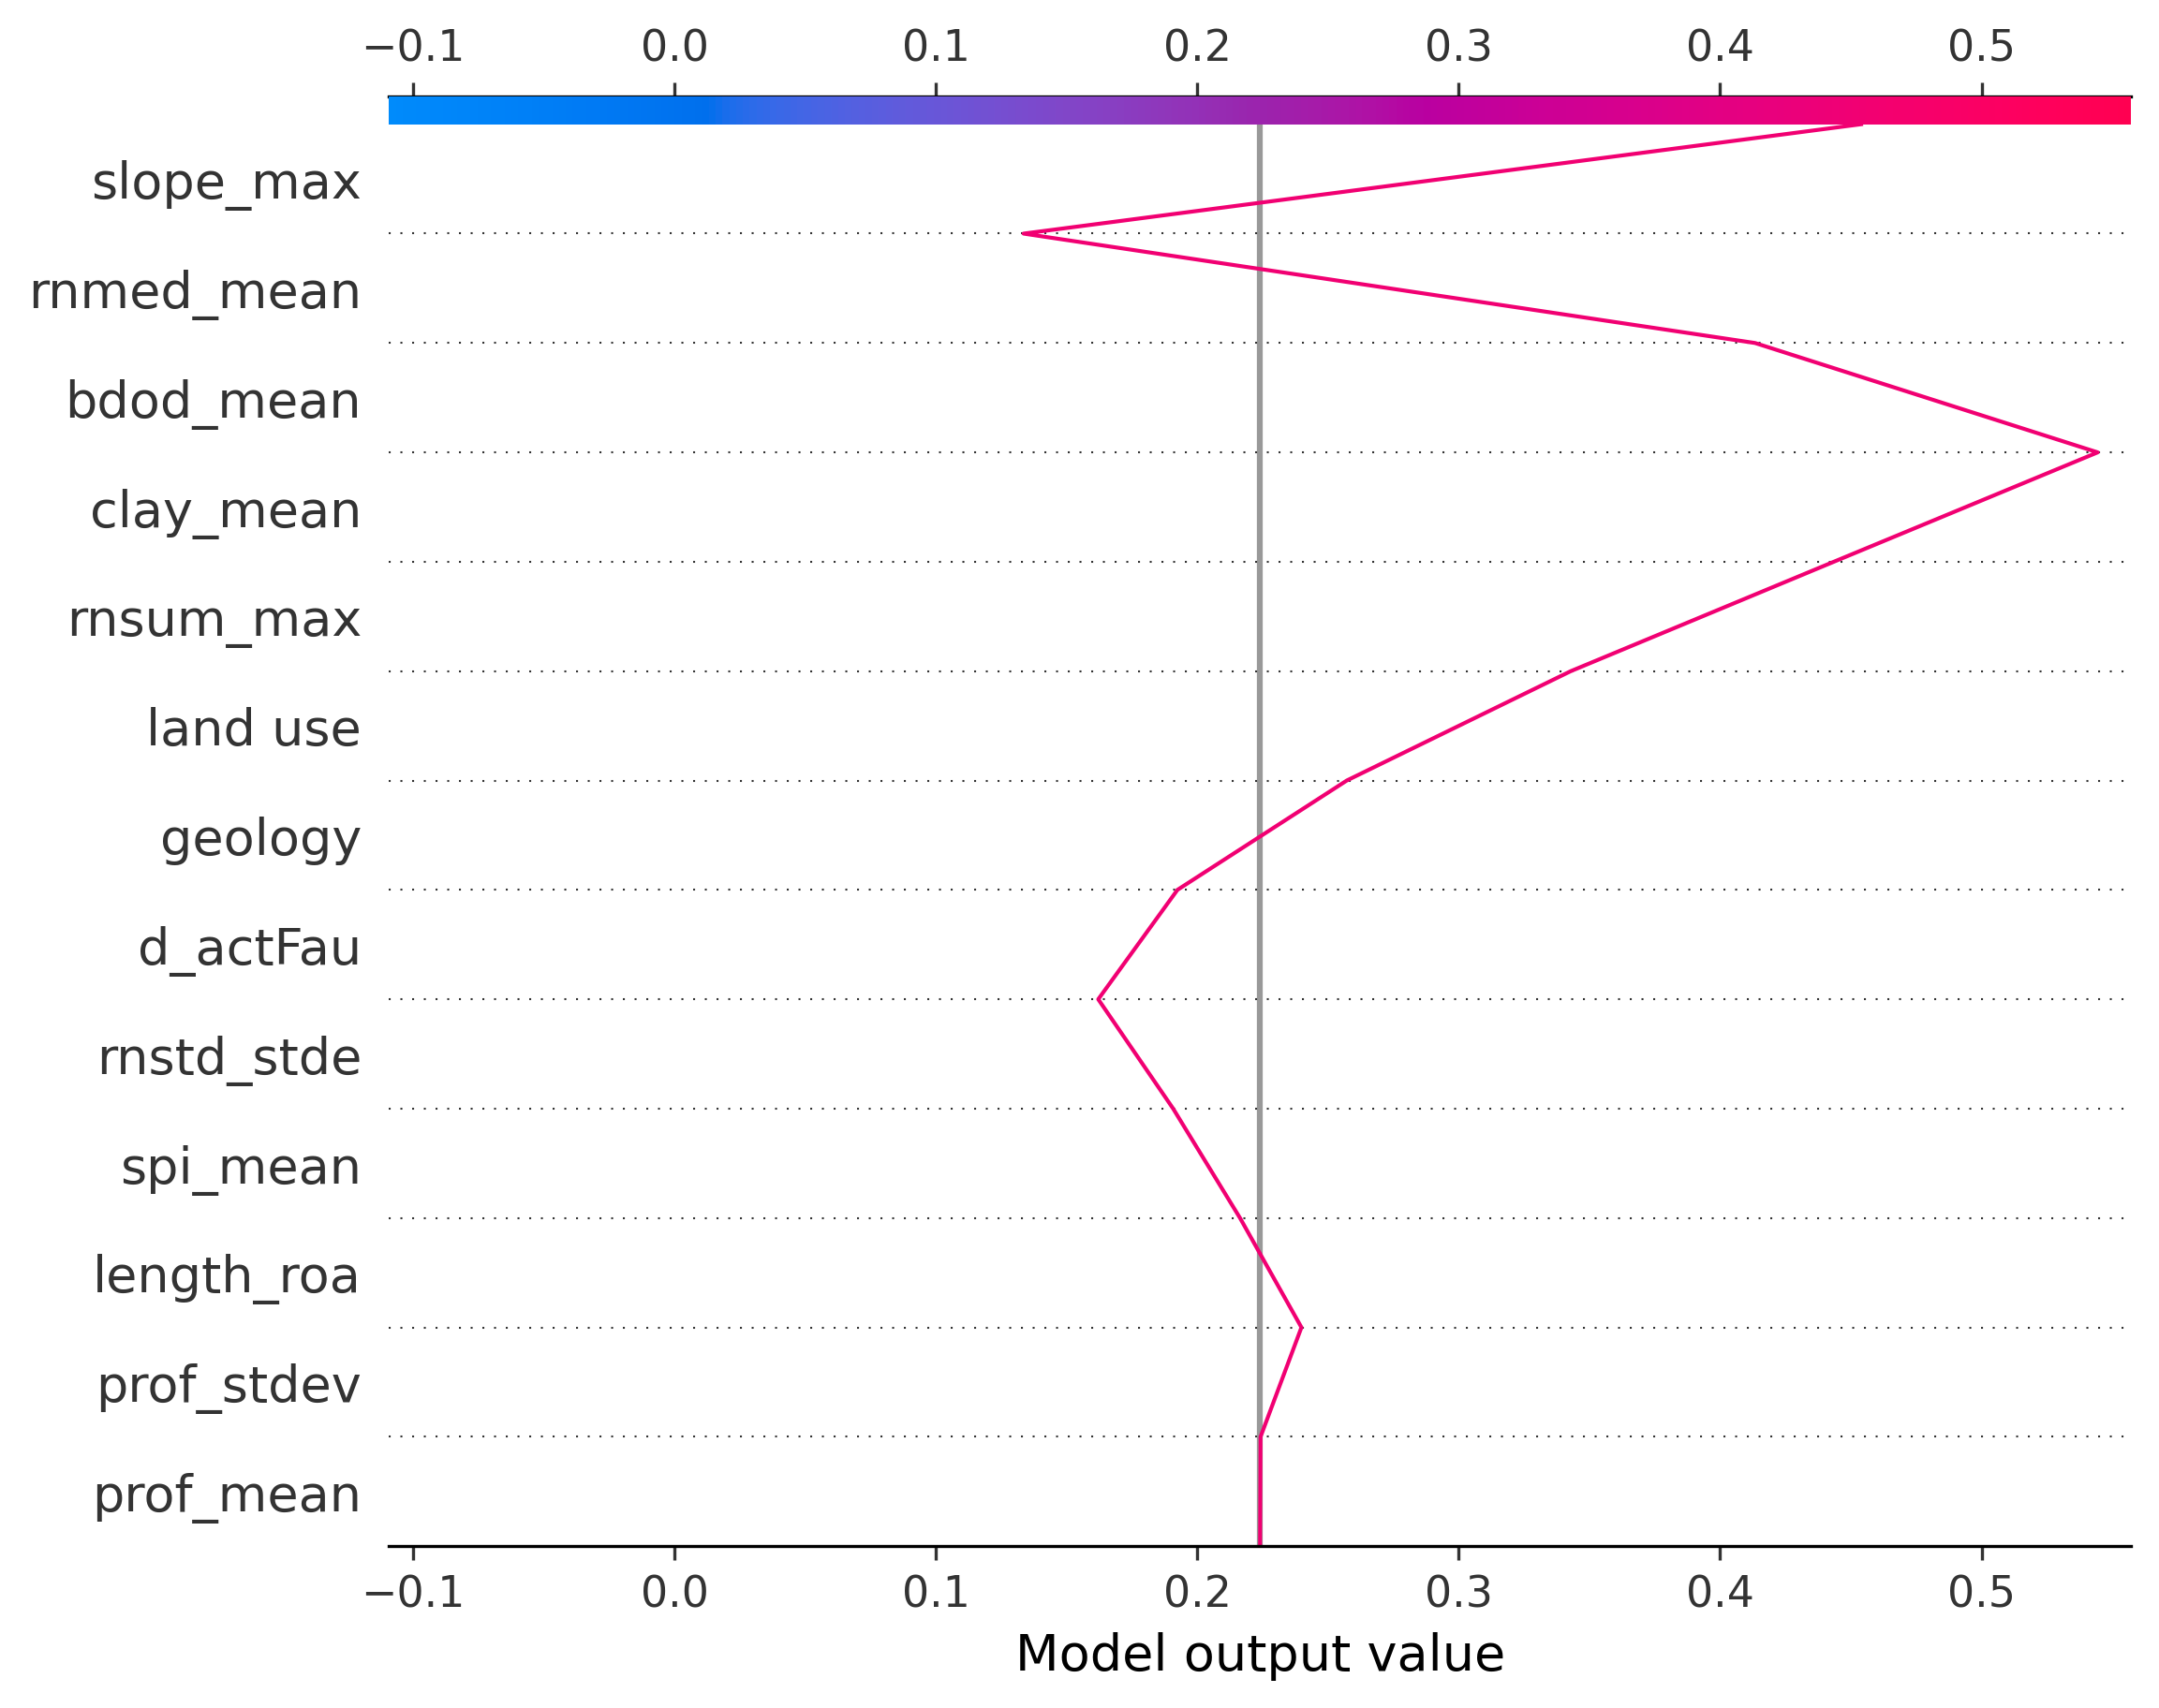 −0.1 0.0 0.1 0.2 0.3 0.4 0.5
slope_max
rnmed_mean
bdod_mean
clay_mean
rnsum_max
land use
geology
d_actFau
rnstd_stde
spi_mean
length_roa
prof_stdev
prof_mean
−0.1 0.0 0.1 0.2 0.3 0.4 0.5
Model output value